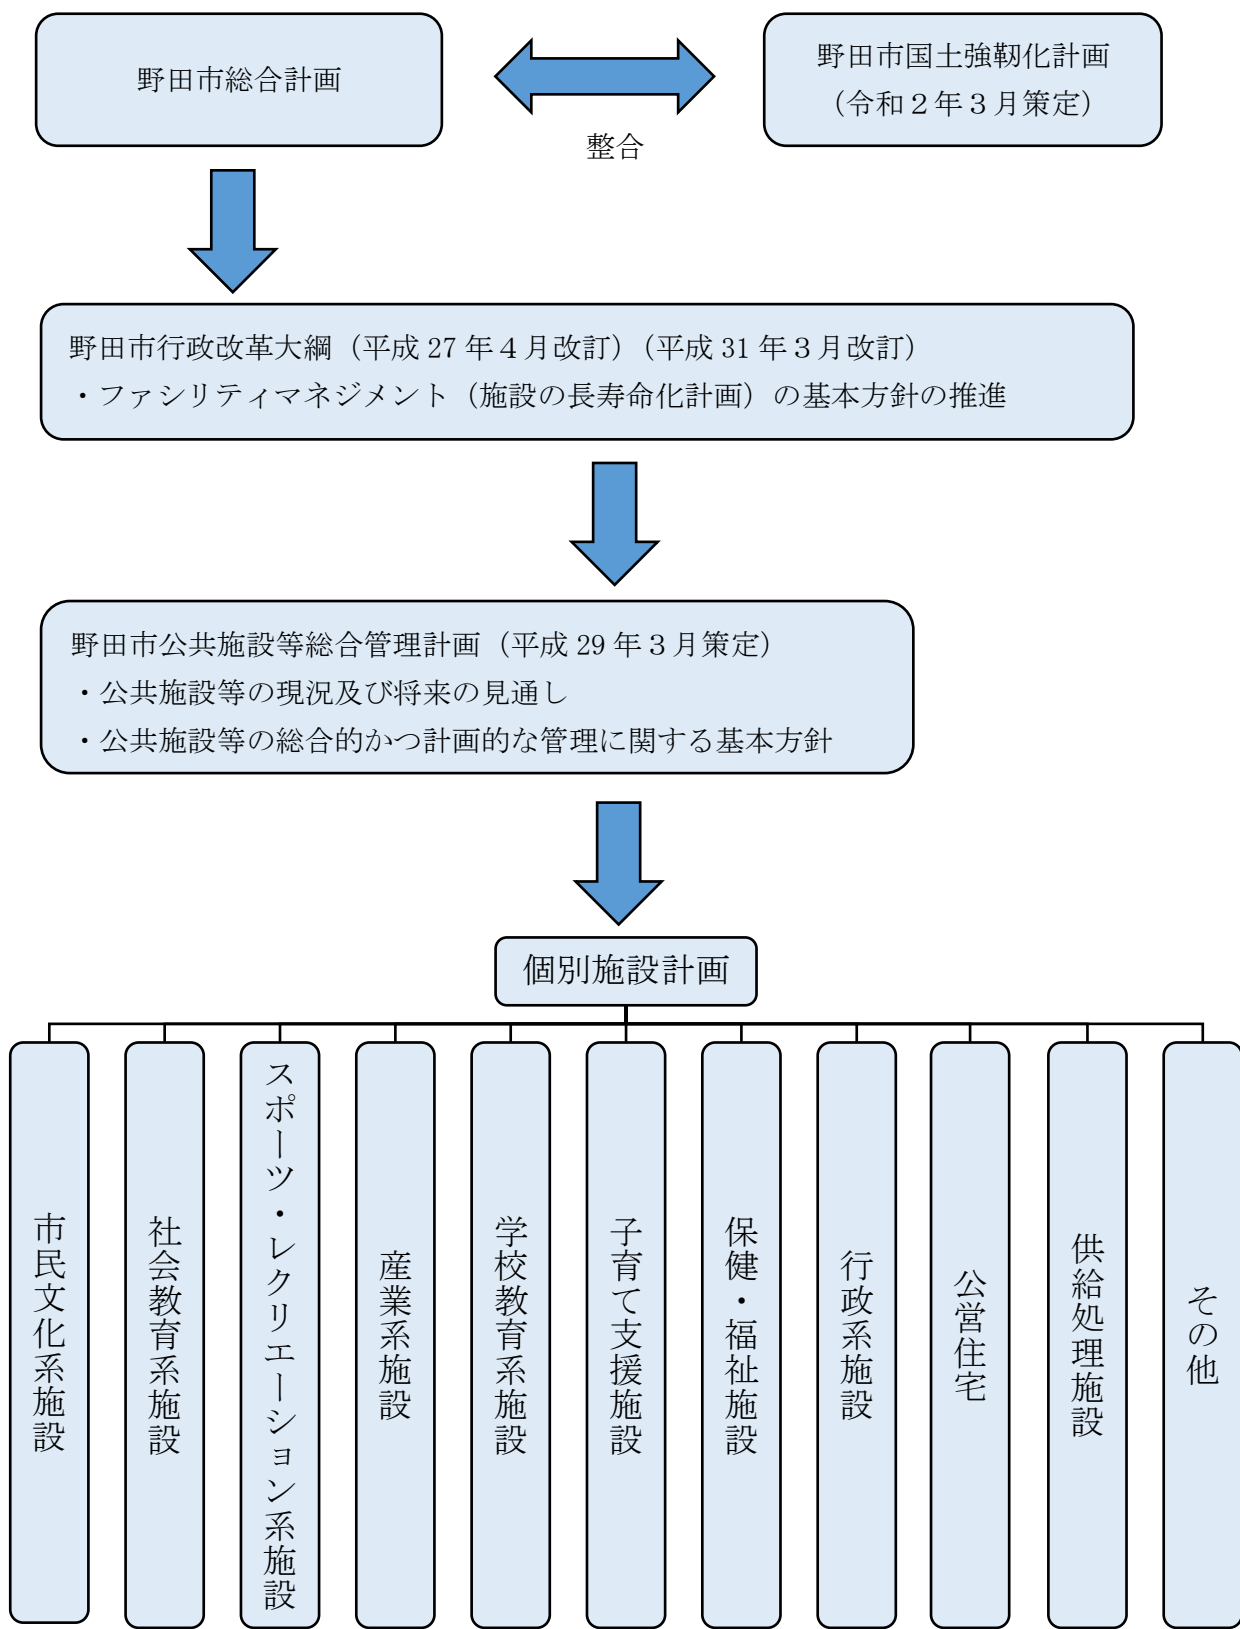 野田市総合計画
野田市国土強靭化計画
（令和２年３月策定）
整合
野田市行政改革大綱（平成 27 年４月改訂）（平成 31 年３月改訂）
・ファシリティマネジメント（施設の長寿命化計画）の基本方針の推進
野田市公共施設等総合管理計画（平成 29 年３月策定）
・公共施設等の現況及び将来の見通し
・公共施設等の総合的かつ計画的な管理に関する基本方針
個別施設計画
市民文化系施設
社会教育系施設
スポーツ・レクリエーション系施設
産業系施設
学校教育系施設
子育て支援施設
保健・福祉施設
行政系施設
公営住宅
供給処理施設
その他